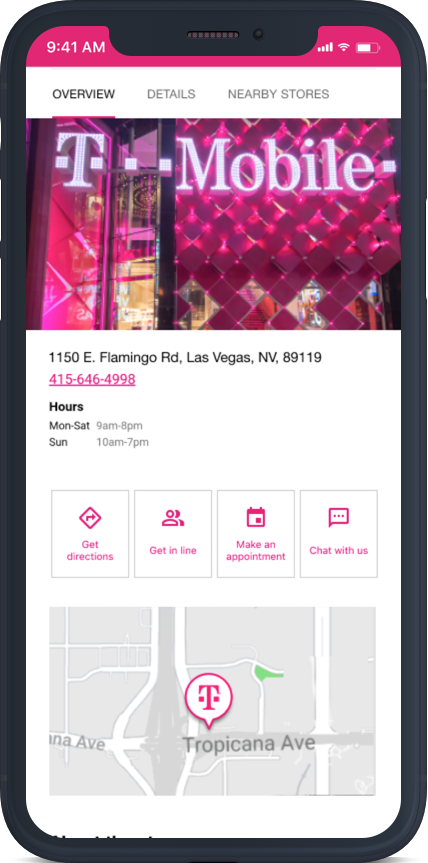 9:41 AM
OVERVIEW DETAILS NEARBY STORES
T··Mobile·
1150 E. Flamingo Rd, Las Vegas, NV, 89119
415-646-4998
Hours
Mon-Sat 9am-8pm
Sun 10am-7pm
Get directions
Get in line
Make an appointment
Chat with us
T
ana Ave
Tropicana Ave